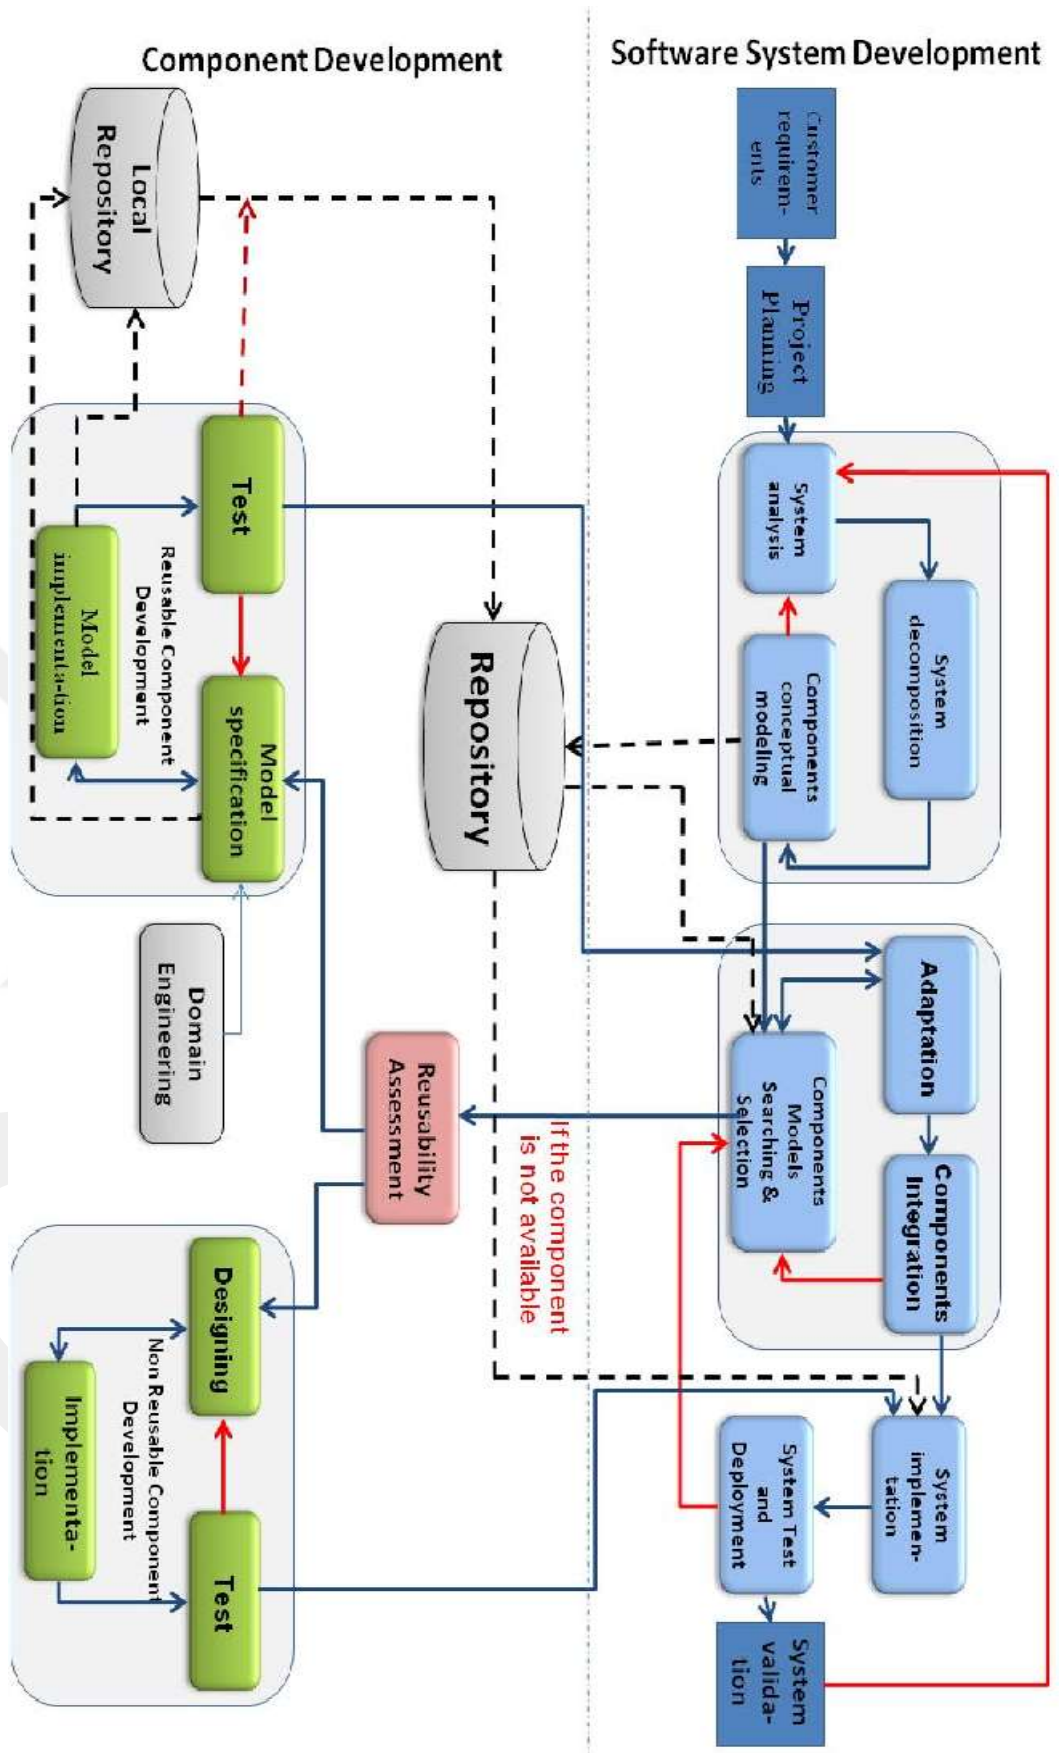 Component Development
Software System Development
Customer
requirem-
ents
Project
Planning
System
analysis
System
decomposition
Components
conceptual
modeling
Adaptation
Components
Integration
Components
Models
Searching &
Selection
System
implemen-
tation
System Test
and
Deployment
System
valida-
tion
Local
Repository
Repository
If the component
is not available
Reusability
Assessment
Test
Model
specification
Reusable Component
Development
Model
implementa-tion
Domain
Engineering
Designing
Non Reusable Component
Development
Implementa-
tion
Test